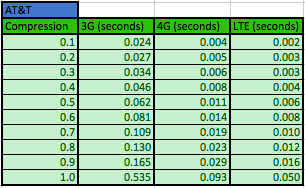 AT&T
Compression 3G (seconds) 4G (seconds) LTE (seconds)
0.1 0.024 0.004 0.002
0.2 0.027 0.005 0.003
0.3 0.034 0.006 0.003
0.4 0.046 0.008 0.004
0.5 0.062 0.011 0.006
0.6 0.081 0.014 0.008
0.7 0.109 0.019 0.010
0.8 0.130 0.023 0.012
0.9 0.165 0.029 0.016
1.0 0.535 0.093 0.050